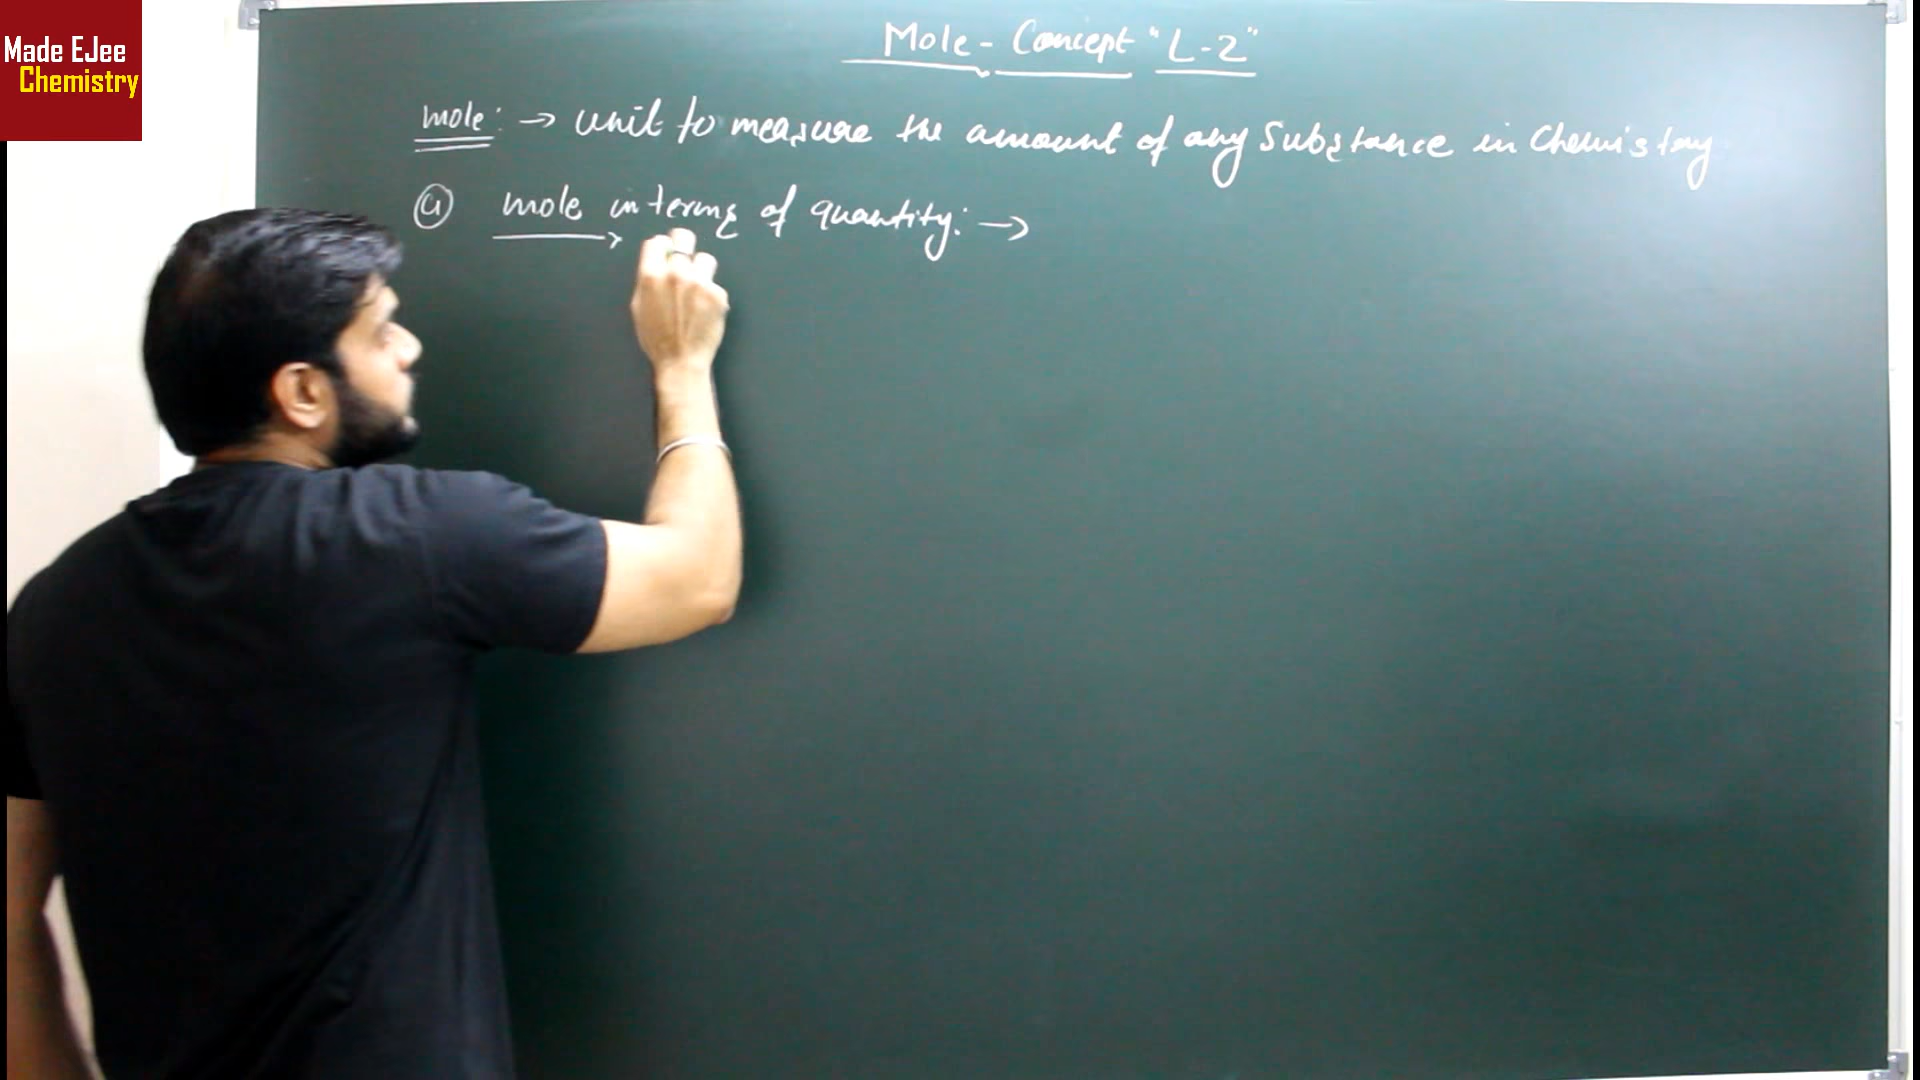 Made EJee
Chemistry
Mole-Concept "L-2"
mole: → unit to measure the amount of any Substance in Chemistry
(a) mole in terms of quantity: →